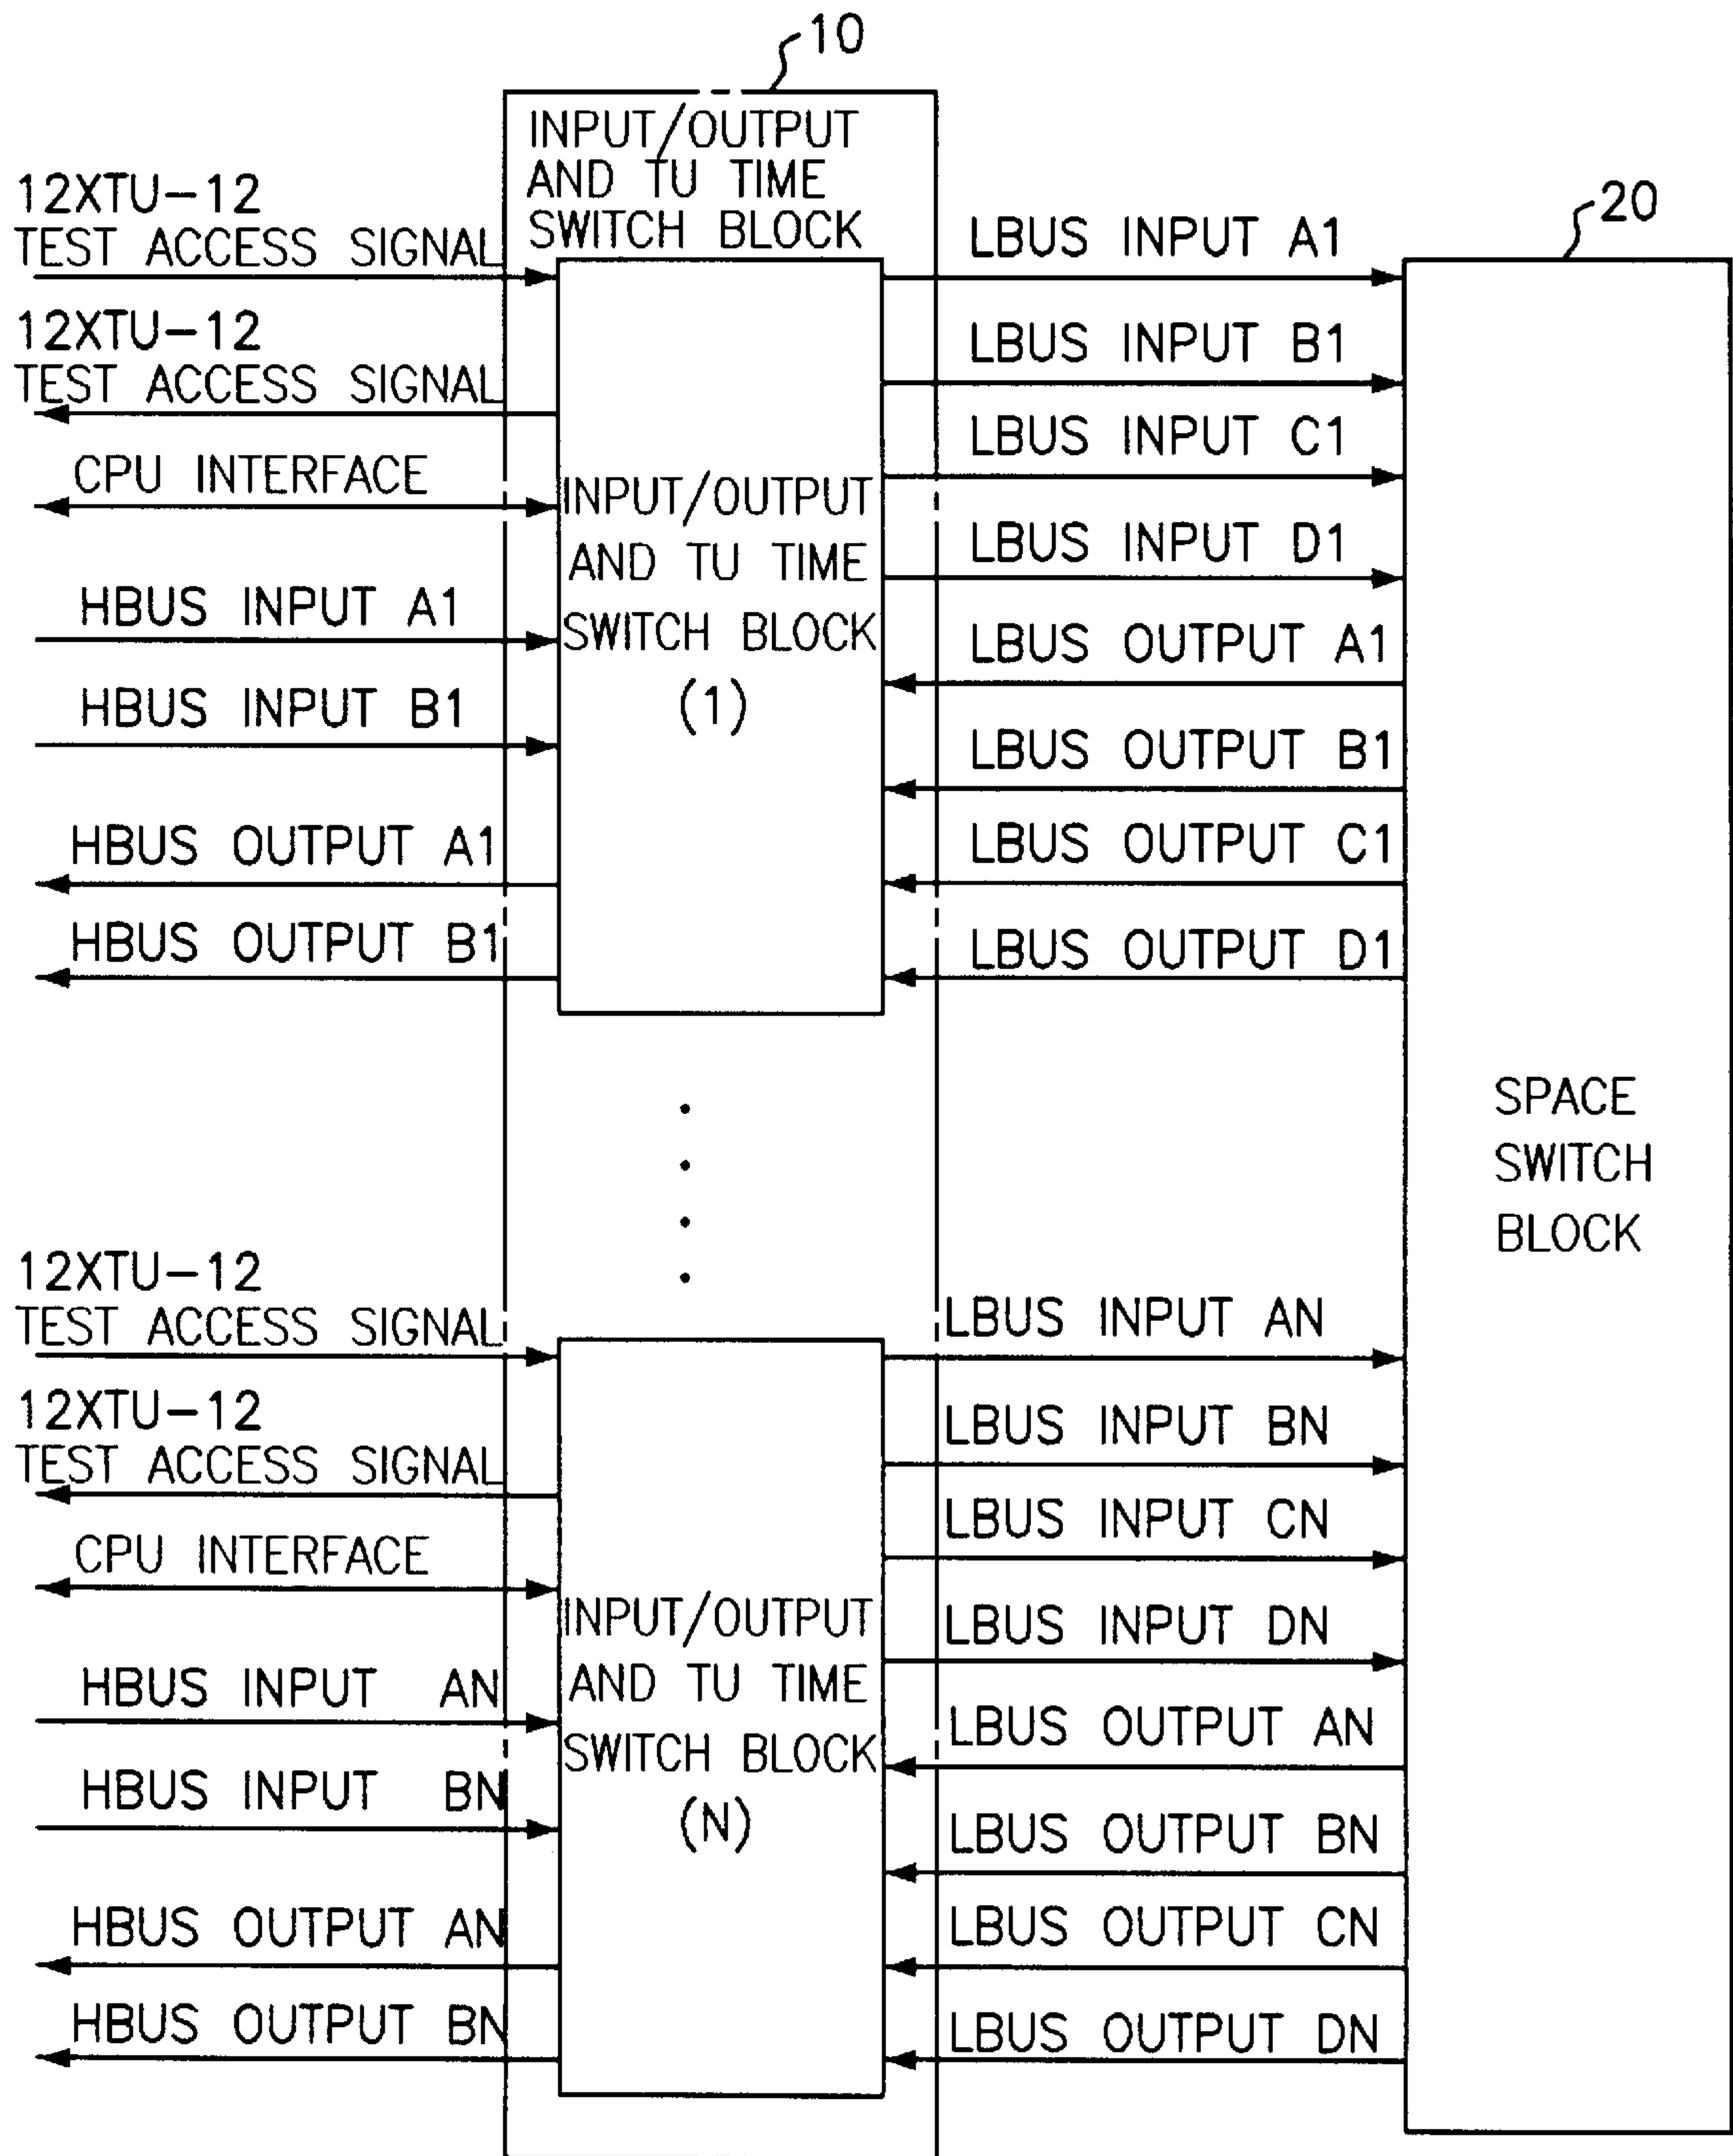 10
INPUT/OUTPUT
AND TU TIME
SWITCH BLOCK
20
12XTU-12
TEST ACCESS SIGNAL
12XTU-12
TEST ACCESS SIGNAL
CPU INTERFACE
HBUS INPUT A1
HBUS INPUT B1
HBUS OUTPUT A1
HBUS OUTPUT B1
INPUT/OUTPUT
AND TU TIME
SWITCH BLOCK
(1)
LBUS INPUT A1
LBUS INPUT B1
LBUS INPUT C1
LBUS INPUT D1
LBUS OUTPUT A1
LBUS OUTPUT B1
LBUS OUTPUT C1
LBUS OUTPUT D1
SPACE
SWITCH
BLOCK
12XTU-12
TEST ACCESS SIGNAL
12XTU-12
TEST ACCESS SIGNAL
CPU INTERFACE
HBUS INPUT AN
HBUS INPUT BN
HBUS OUTPUT AN
HBUS OUTPUT BN
INPUT/OUTPUT
AND TU TIME
SWITCH BLOCK
(N)
LBUS INPUT AN
LBUS INPUT BN
LBUS INPUT CN
LBUS INPUT DN
LBUS OUTPUT AN
LBUS OUTPUT BN
LBUS OUTPUT CN
LBUS OUTPUT DN